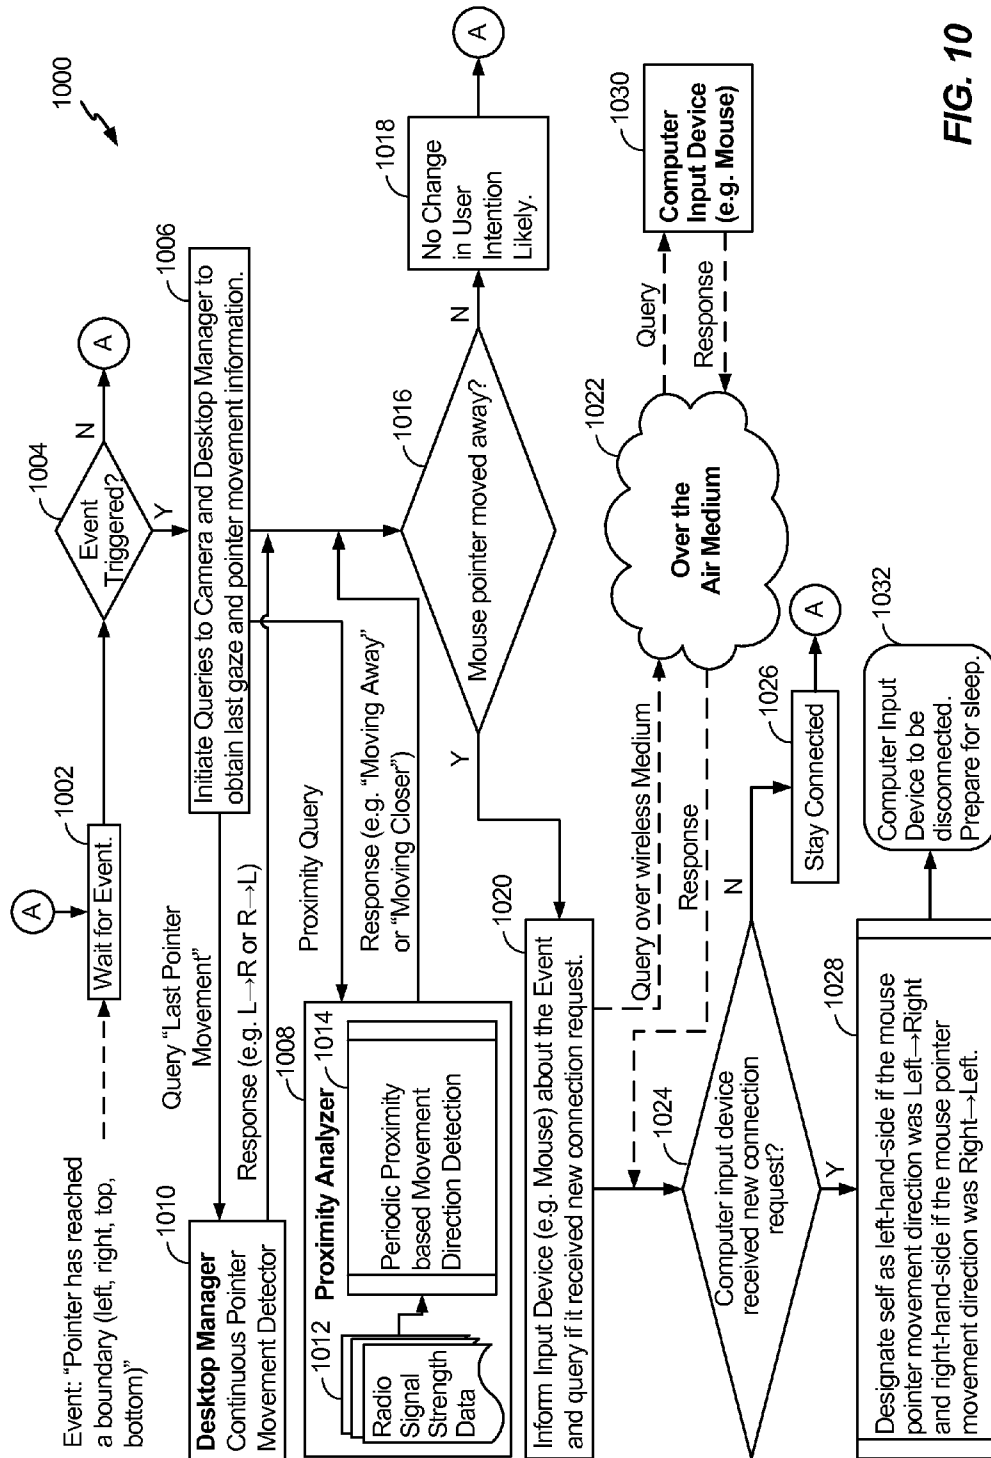 1000
A
1002
Wait for Event.
Event: “Pointer has reached
a boundary (left, right, top,
bottom)”
1004
Event
Triggered?
N
A
Y
1006
Initiate Queries to Camera and Desktop Manager to
obtain last gaze and pointer movement information.
Query “Last Pointer
Movement”
1010
Desktop Manager
Continuous Pointer
Movement Detector
Response (e.g. L→R or R→L)
Proximity Query
1008
Proximity Analyzer
1012
Radio
Signal
Strength
Data
1014
Periodic Proximity
based Movement
Direction Detection
Response (e.g. “Moving Away”
or “Moving Closer”)
1016
Mouse pointer moved away?
N
1018
No Change
in User
Intention
Likely.
A
Y
1020
Inform Input Device (e.g. Mouse) about the Event
and query if it received new connection request.
Query over wireless Medium
Response
1022
Over the
Air Medium
Query
Response
1030
Computer
Input Device
(e.g. Mouse)
1024
Computer input device
received new connection
request?
N
1026
Stay Connected
A
Y
1028
Designate self as left-hand-side if the mouse
pointer movement direction was Left→Right
and right-hand-side if the mouse pointer
movement direction was Right→Left.
1032
Computer Input
Device to be
disconnected.
Prepare for sleep.
FIG. 10